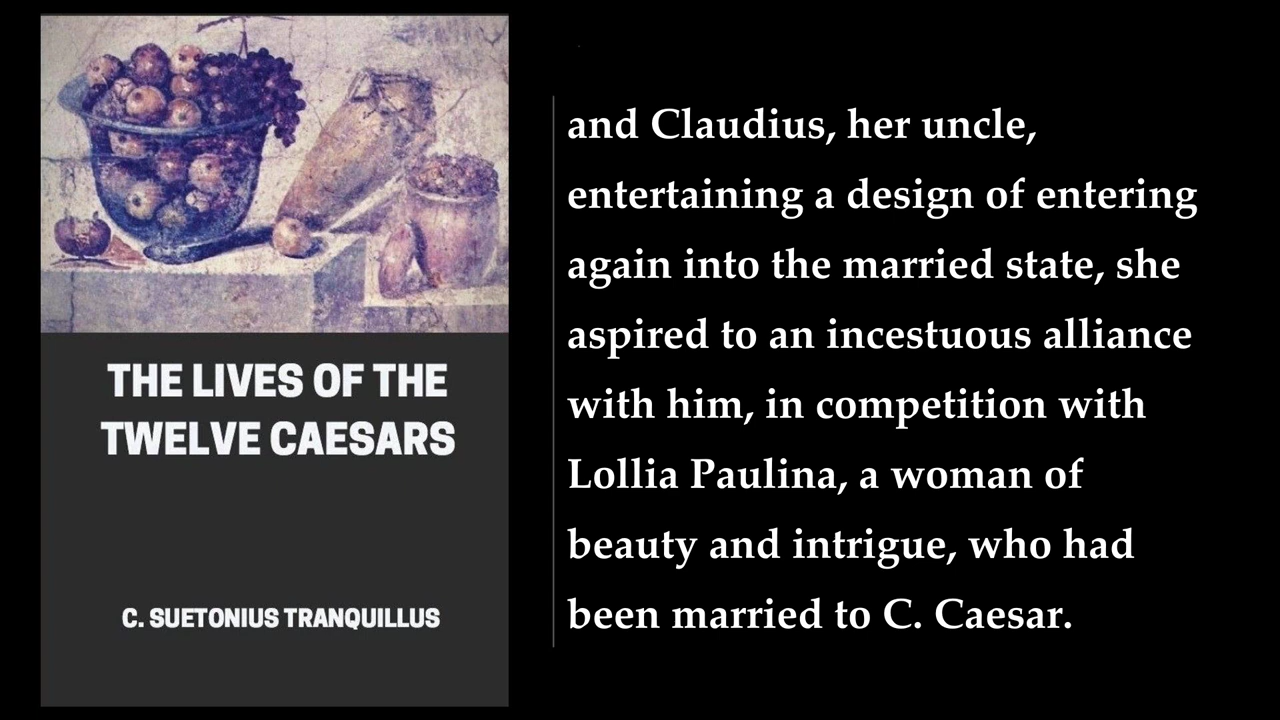 THE LIVES OF THE
TWELVE CAESARS
C. SUETONIUS TRANQUILLUS
and Claudius, her uncle,
entertaining a design of entering
again into the married state, she
aspired to an incestuous alliance
with him, in competition with
Lollia Paulina, a woman of
beauty and intrigue, who had
been married to C. Caesar.